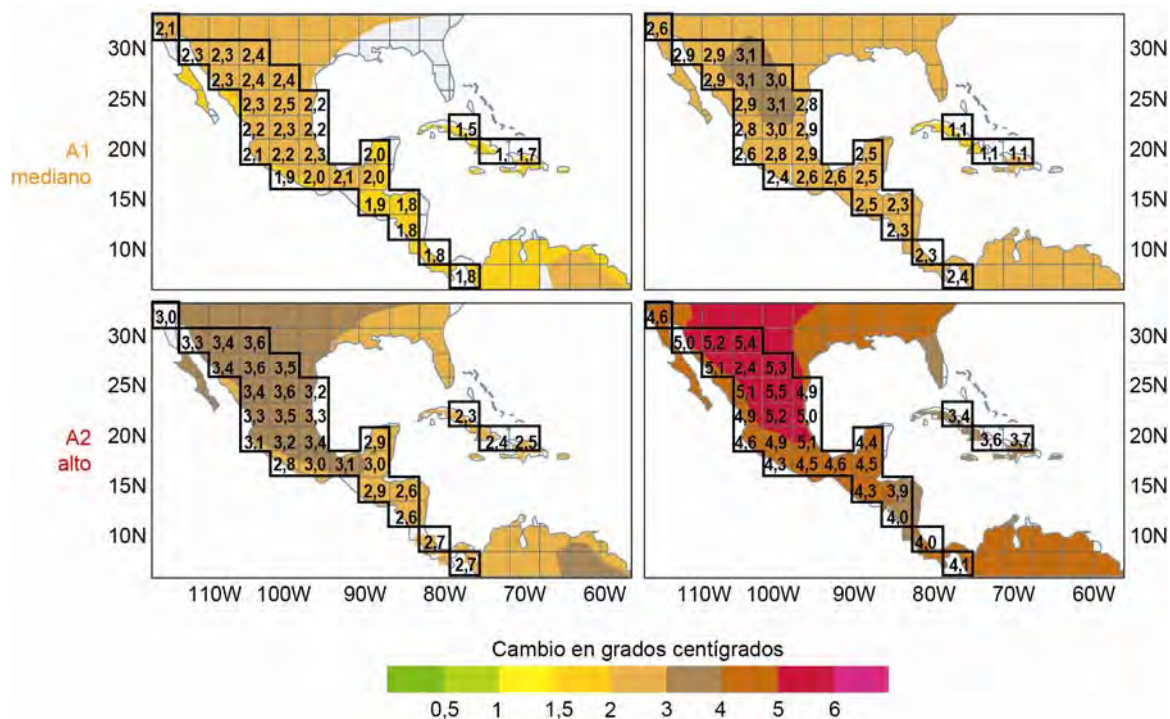 2,1 2,6
30N 2,3 2,3 2,4 2,9 2,9 3,1 30N
2,3 2,4 2,4 2,9 3,1 3,0
25N 2,3 2,5 2,2 2,9 3,1 2,8 25N
2,2 2,3 2,2 1,5 2,8 3,0 2,9 1,1
A1
mediano
20N 2,1 2,2 2,3 2,0 1, 1,7 2,6 2,8 2,9 2,5 1,1 1,1 20N
1,9 2,0 2,1 2,0 2,4 2,6 2,6 2,5
15N 1,9 1,8 2,5 2,3 15N
1,8 2,3
10N 1,8 2,3 10N
1,8 2,4
3,0 4,6
30N 3,3 3,4 3,6 5,0 5,2 5,4 30N
3,4 3,6 3,5 5,1 2,4 5,3
25N 3,4 3,6 3,2 5,1 5,5 4,9 25N
3,3 3,5 3,3 2,3 4,9 5,2 5,0 3,4
A2
alto
20N 3,1 3,2 3,4 2,9 2,4 2,5 4,6 4,9 5,1 4,4 3,6 3,7 20N
2,8 3,0 3,1 3,0 4,3 4,5 4,6 4,5
15N 2,9 2,6 4,3 3,9 15N
2,6 4,0
10N 2,7 4,0 10N
2,7 4,1
110W 100W 90W 80W 70W 60W 110W 100W 90W 80W 70W 60W
Cambio en grados centígrados
0,5 1 1,5 2 3 4 5 6